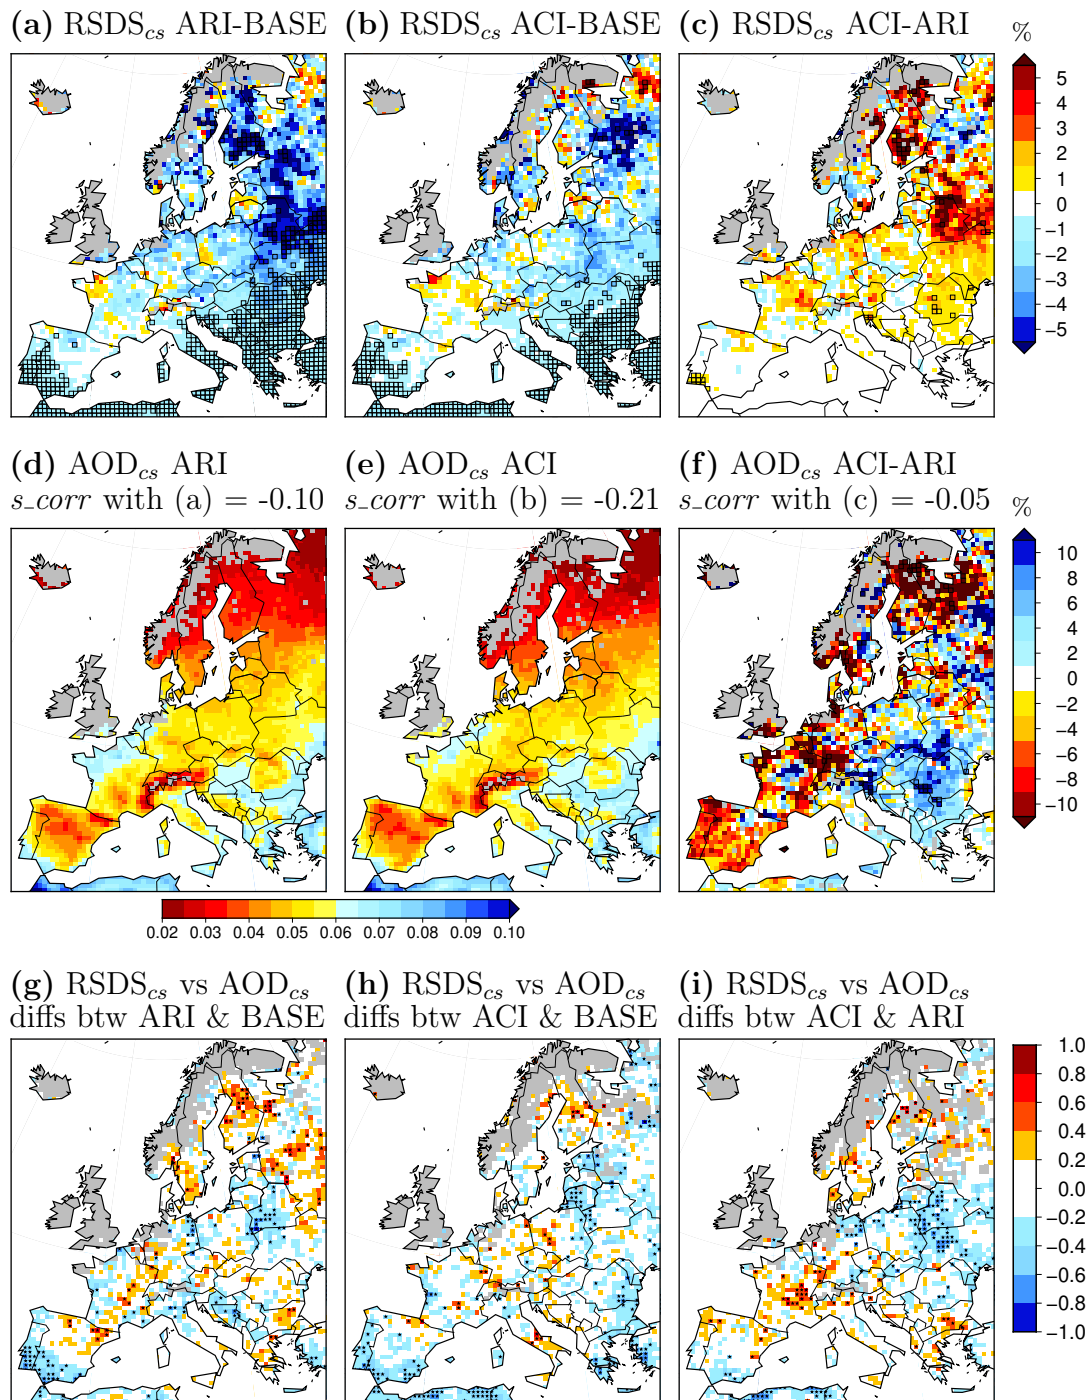 (a) RSDScs ARI-BASE
(b) RSDScs ACI-BASE
(c) RSDScs ACI-ARI
%
5
4
3
2
1
0
−1
−2
−3
−4
−5
(d) AODcs ARI
s_corr with (a) = -0.10
(e) AODcs ACI
s_corr with (b) = -0.21
(f) AODcs ACI-ARI
s_corr with (c) = -0.05
%
10
8
6
4
2
0
−2
−4
−6
−8
−10
0.02 0.03 0.04 0.05 0.06 0.07 0.08 0.09 0.10
(g) RSDScs vs AODcs
diffs btw ARI & BASE
(h) RSDScs vs AODcs
diffs btw ACI & BASE
(i) RSDScs vs AODcs
diffs btw ACI & ARI
1.0
0.8
0.6
0.4
0.2
0.0
−0.2
−0.4
−0.6
−0.8
−1.0